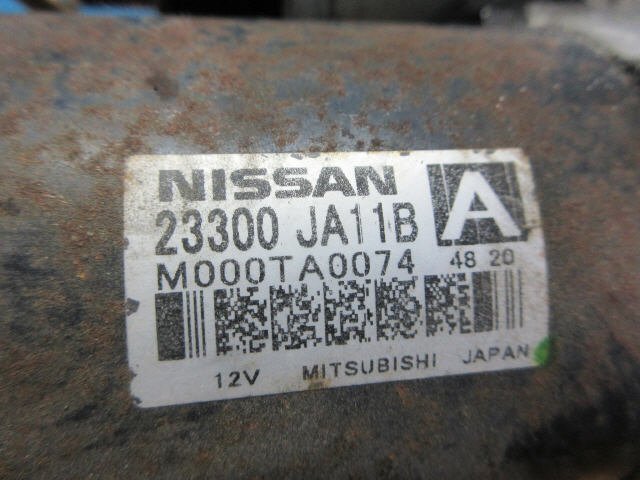 NISSAN A
23300 JA11B
M000TA0074 48 20
12V MITSUBISHI JAPAN